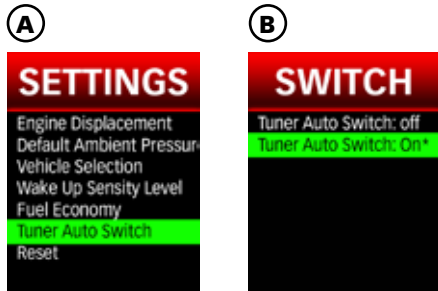 A
B
SETTINGS
Engine Displacement
Default Ambient Pressur
Vehicle Selection
Wake Up Sensity Level
Fuel Economy
Tuner Auto Switch
Reset
SWITCH
Tuner Auto Switch: off
Tuner Auto Switch: On*